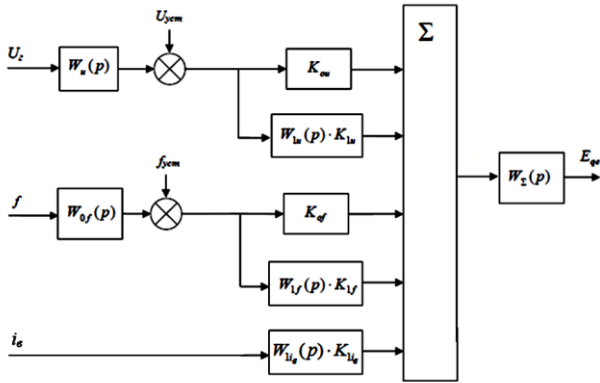 U_уст
U_г
W_u(p)
K_ou
Σ
W_1u(p) · K_1u
f_уст
W_Σ(p)
E_qe
f
W_0f(p)
K_of
W_1f(p) · K_1f
i_в
W_1i_в(p) · K_1i_в